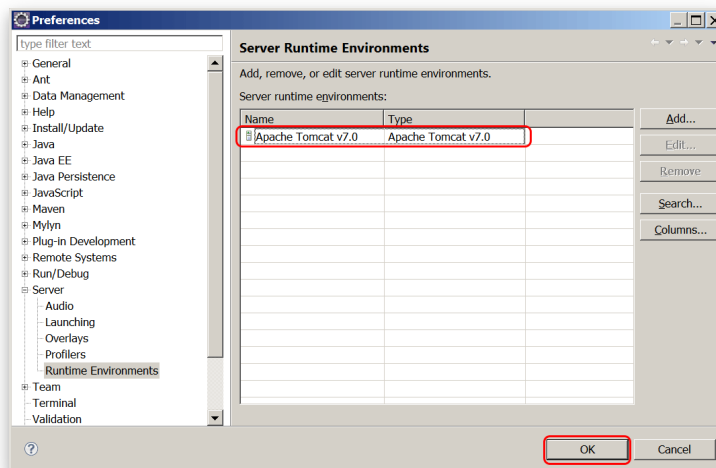 Preferences
type filter text
General
Ant
Data Management
Help
Install/Update
Java
Java EE
Java Persistence
JavaScript
Maven
Mylyn
Plug-in Development
Remote Systems
Run/Debug
Server
Audio
Launching
Overlays
Profilers
Runtime Environments
Team
Terminal
Validation
Server Runtime Environments
Add, remove, or edit server runtime environments.
Server runtime environments:
Name Type
Apache Tomcat v7.0 Apache Tomcat v7.0
Add...
Edit...
Remove
Search...
Columns...
?
OK Cancel